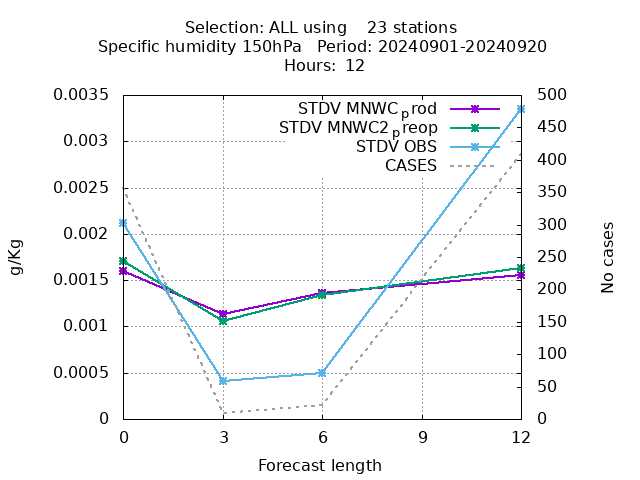 Selection: ALL using    23 stations
Specific humidity 150hPa   Period: 20240901-20240920
Hours: 12
0.0035
0.003
0.0025
0.002
0.0015
0.001
0.0005
0
500
450
400
350
300
250
200
150
100
50
0
STDV MNWC_prod
STDV MNWC2_preop
STDV OBS
CASES
g/Kg
No cases
0 3 6 9 12
Forecast length